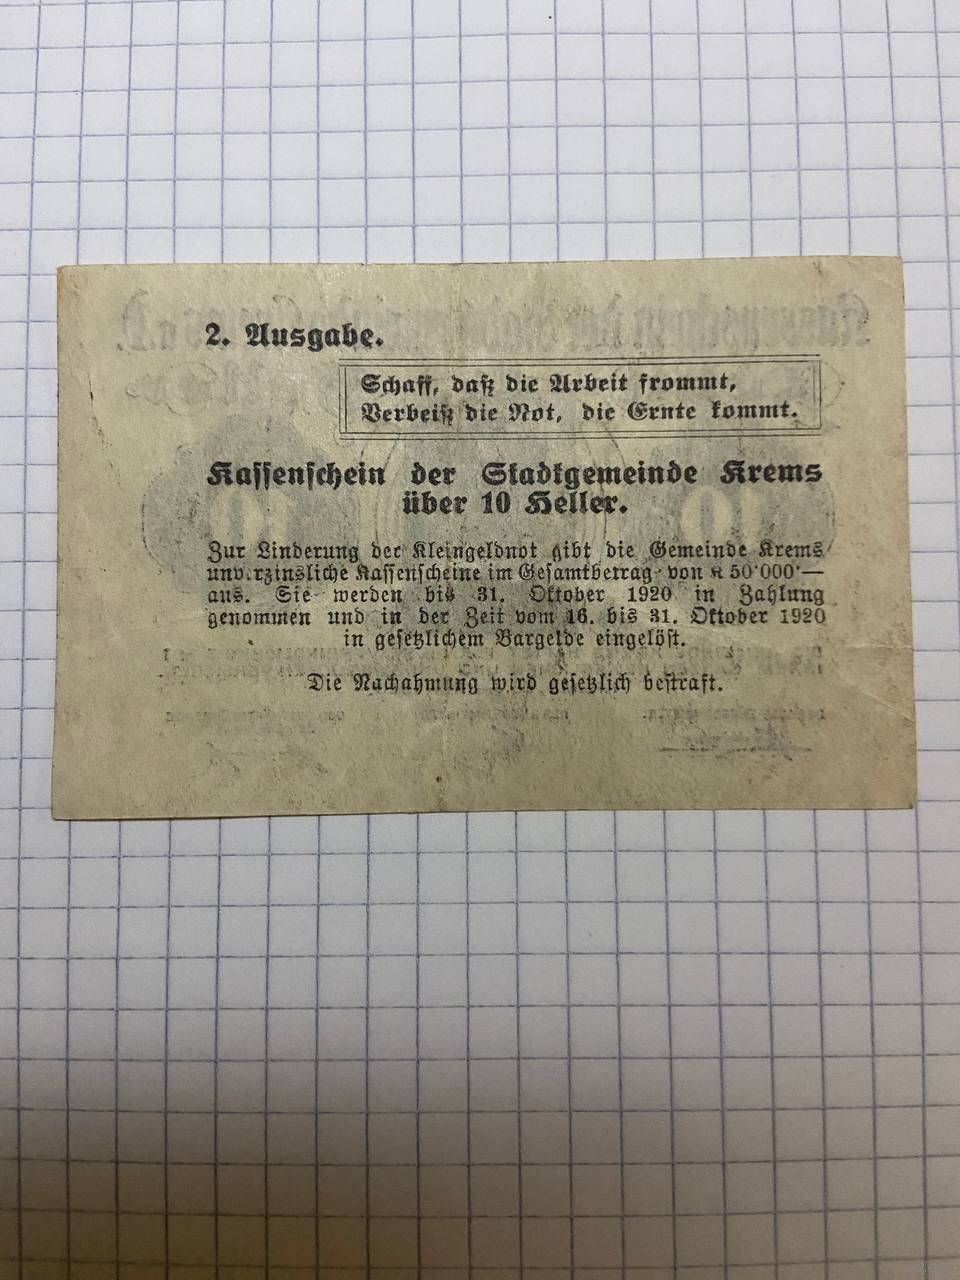 2. Ausgabe.
Schaff, daß die Arbeit frommt,
Verbeiß die Not, die Ernte kommt.
Kassenschein der Stadtgemeinde Krems
über 10 Heller.
Zur Linderung der Kleingeldnot gibt die Gemeinde Krems
unverzinsliche Kassenscheine im Gesamtbetrag von K 50·000·—
aus. Sie werden bis 31. Oktober 1920 in Zahlung
genommen und in der Zeit vom 16. bis 31. Oktober 1920
in gesetzlichem Bargelde eingelöst.
Die Nachahmung wird gesetzlich bestraft.